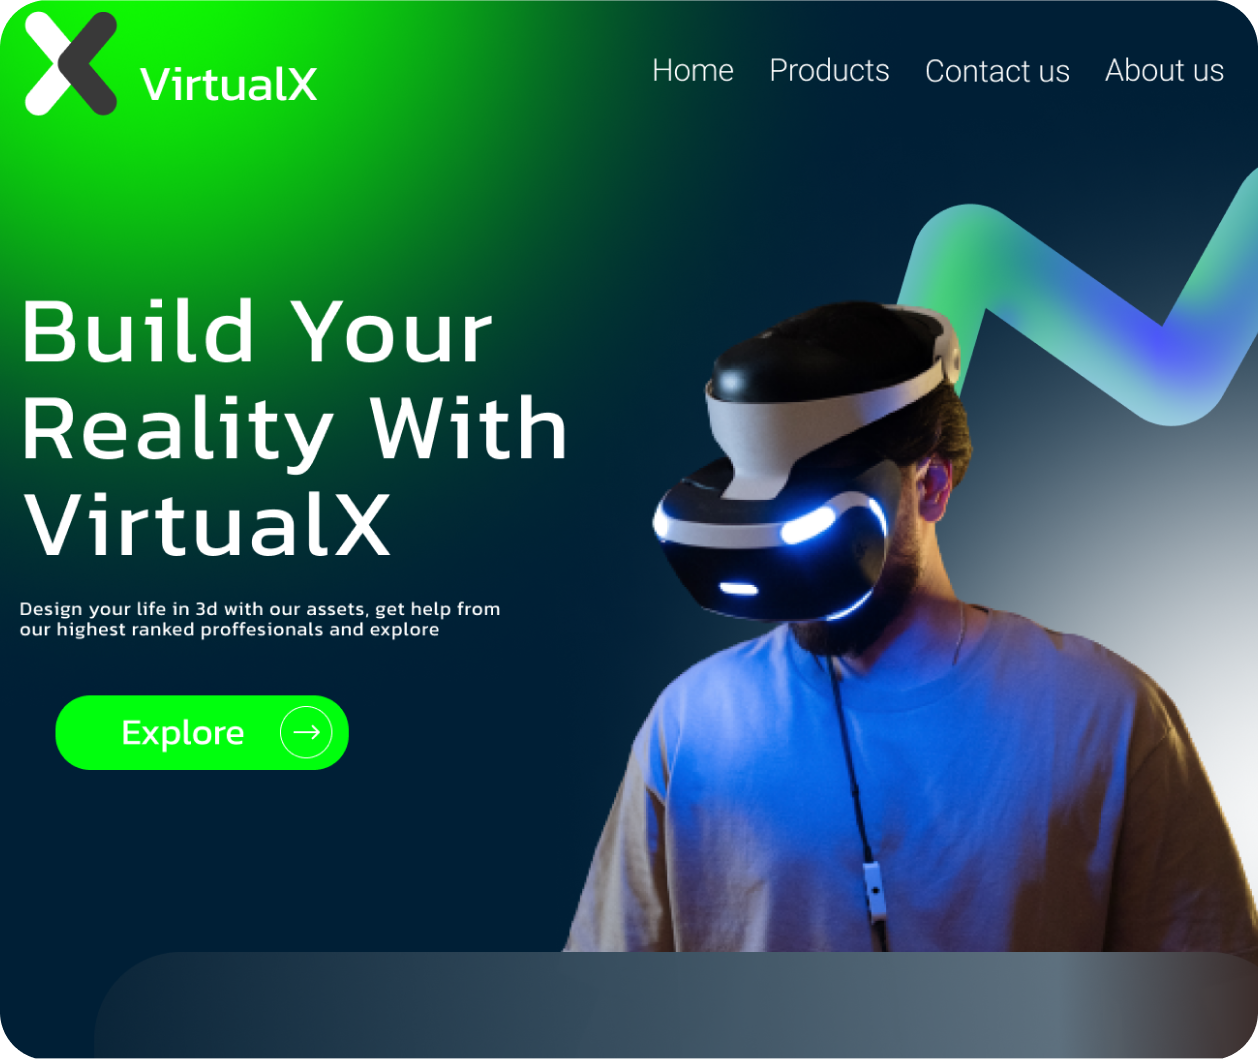 VirtualX
Home Products Contact us About us
Build Your
Reality With
VirtualX
Design your life in 3d with our assets, get help from
our highest ranked proffesionals and explore
Explore